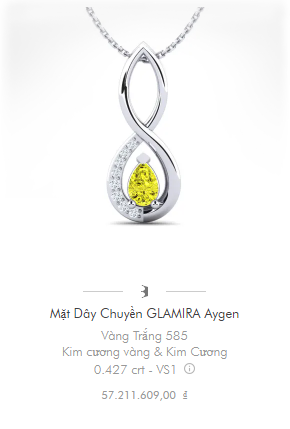 Mặt Dây Chuyền GLAMIRA Aygen
Vàng Trắng 585
Kim cương vàng & Kim Cương
0.427 crt - VS1
57.211.609,00 ₫